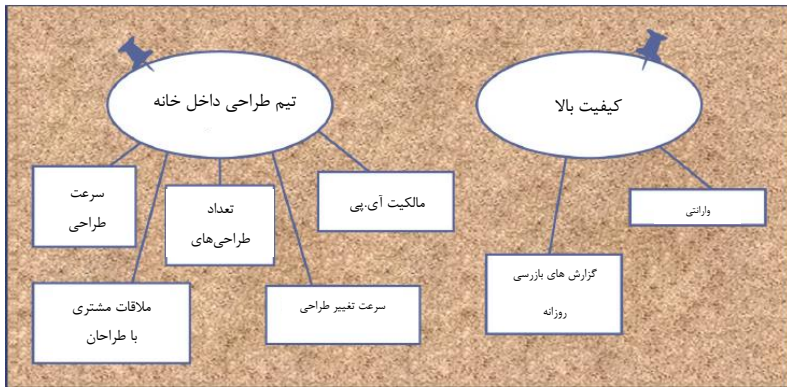 کیفیت بالا
وارانتی
گزارش های بازرسی
روزانه
تیم طراحی داخل خانه
مالکیت آی.پی
سرعت تغییر طراحی
تعداد
طراحی‌های
ملاقات مشتری
با طراحان
سرعت
طراحی